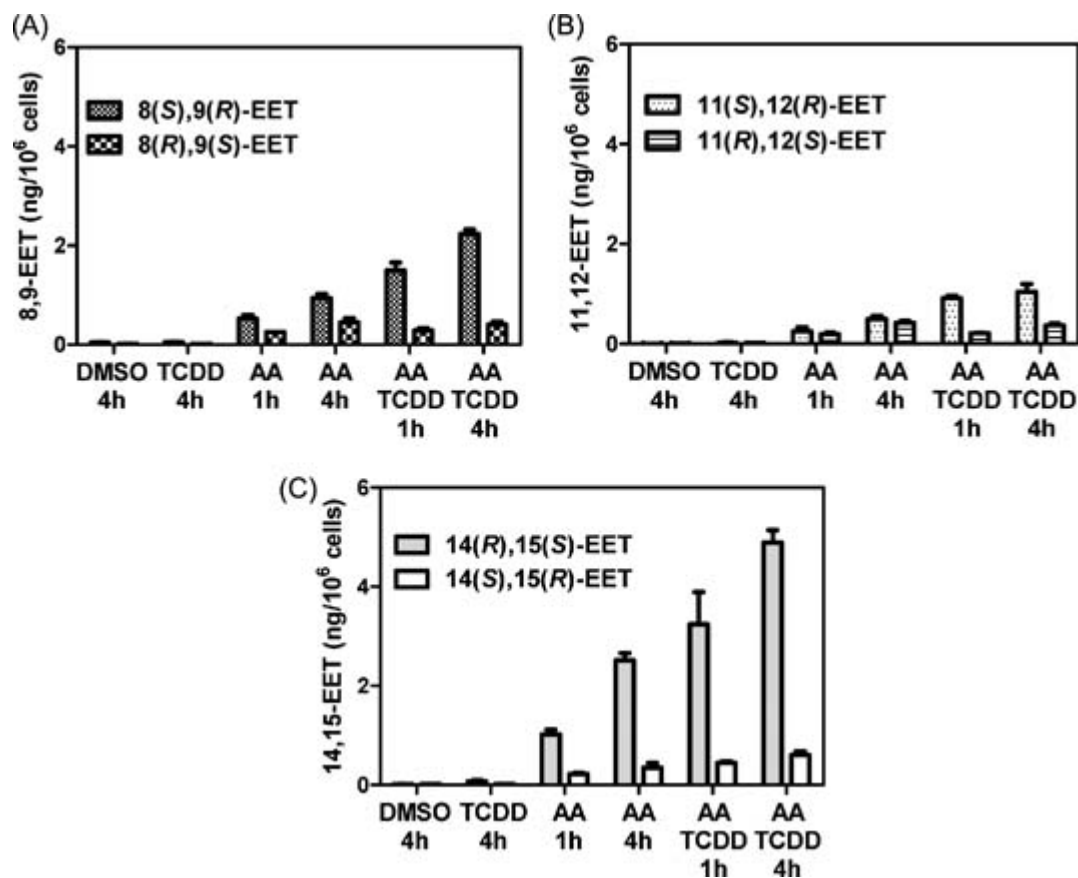 (A)
8,9-EET (ng/10⁶ cells)
6
4
2
0
8(S),9(R)-EET
8(R),9(S)-EET
DMSO TCDD AA AA AA AA
4h 4h 1h 4h TCDD TCDD
1h 4h
(B)
11,12-EET (ng/10⁶ cells)
6
4
2
0
11(S),12(R)-EET
11(R),12(S)-EET
DMSO TCDD AA AA AA AA
4h 4h 1h 4h TCDD TCDD
1h 4h
(C)
14,15-EET (ng/10⁶ cells)
6
4
2
0
14(R),15(S)-EET
14(S),15(R)-EET
DMSO TCDD AA AA AA AA
4h 4h 1h 4h TCDD TCDD
1h 4h